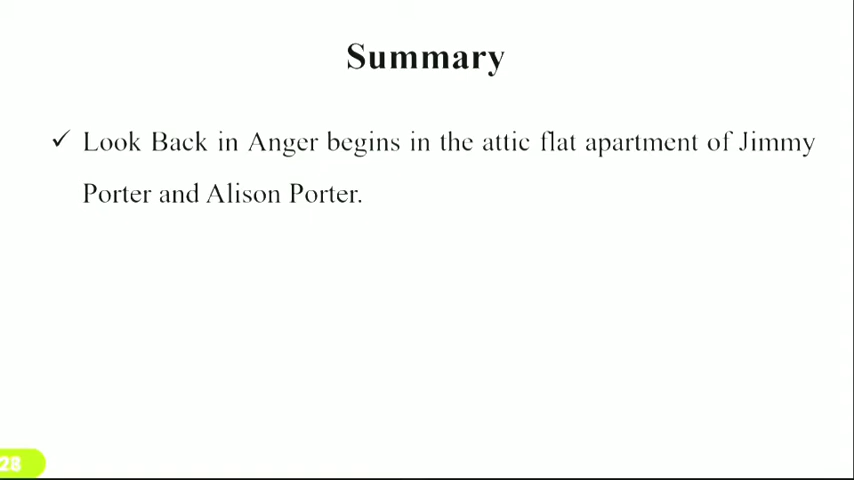 Summary
✓ Look Back in Anger begins in the attic flat apartment of Jimmy
Porter and Alison Porter.
28